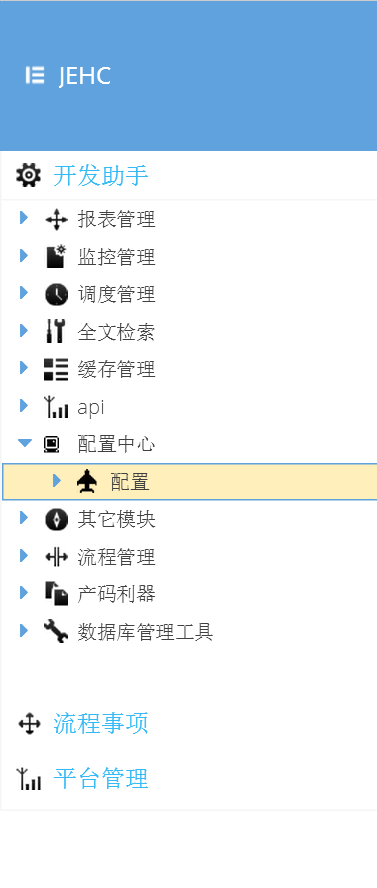 JEHC
开发助手
报表管理
监控管理
调度管理
全文检索
缓存管理
api
配置中心
配置
其它模块
流程管理
产码利器
数据库管理工具
流程事项
平台管理